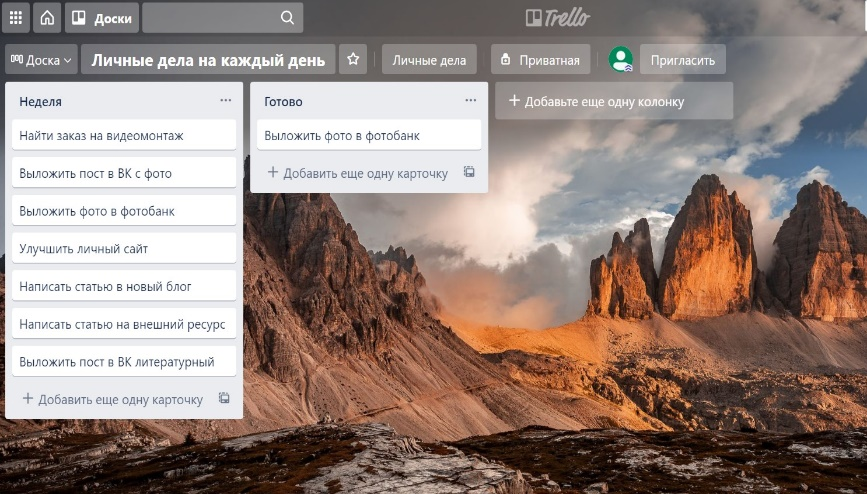 Доски
Trello
Доска
Личные дела на каждый день
Личные дела
Приватная
Пригласить
Неделя
Найти заказ на видеомонтаж
Выложить пост в ВК с фото
Выложить фото в фотобанк
Улучшить личный сайт
Написать статью в новый блог
Написать статью на внешний ресурс
Выложить пост в ВК литературный
+ Добавить еще одну карточку
Готово
Выложить фото в фотобанк
+ Добавить еще одну карточку
+ Добавьте еще одну колонку